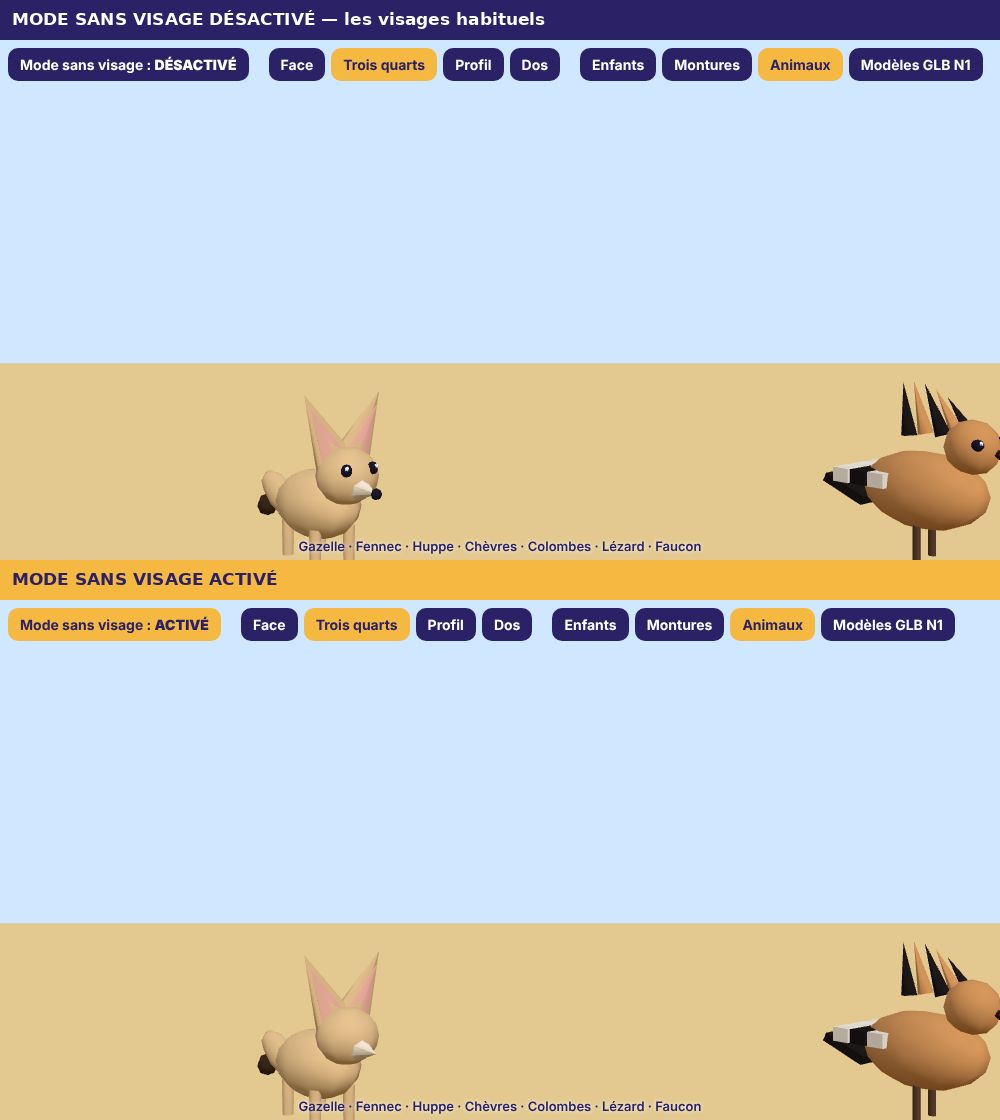 MODE SANS VISAGE DÉSACTIVÉ — les visages habituels
Mode sans visage : DÉSACTIVÉ Face Trois quarts Profil Dos Enfants Montures Animaux Modèles GLB N1
Gazelle · Fennec · Huppe · Chèvres · Colombes · Lézard · Faucon
MODE SANS VISAGE ACTIVÉ
Mode sans visage : ACTIVÉ Face Trois quarts Profil Dos Enfants Montures Animaux Modèles GLB N1
Gazelle · Fennec · Huppe · Chèvres · Colombes · Lézard · Faucon